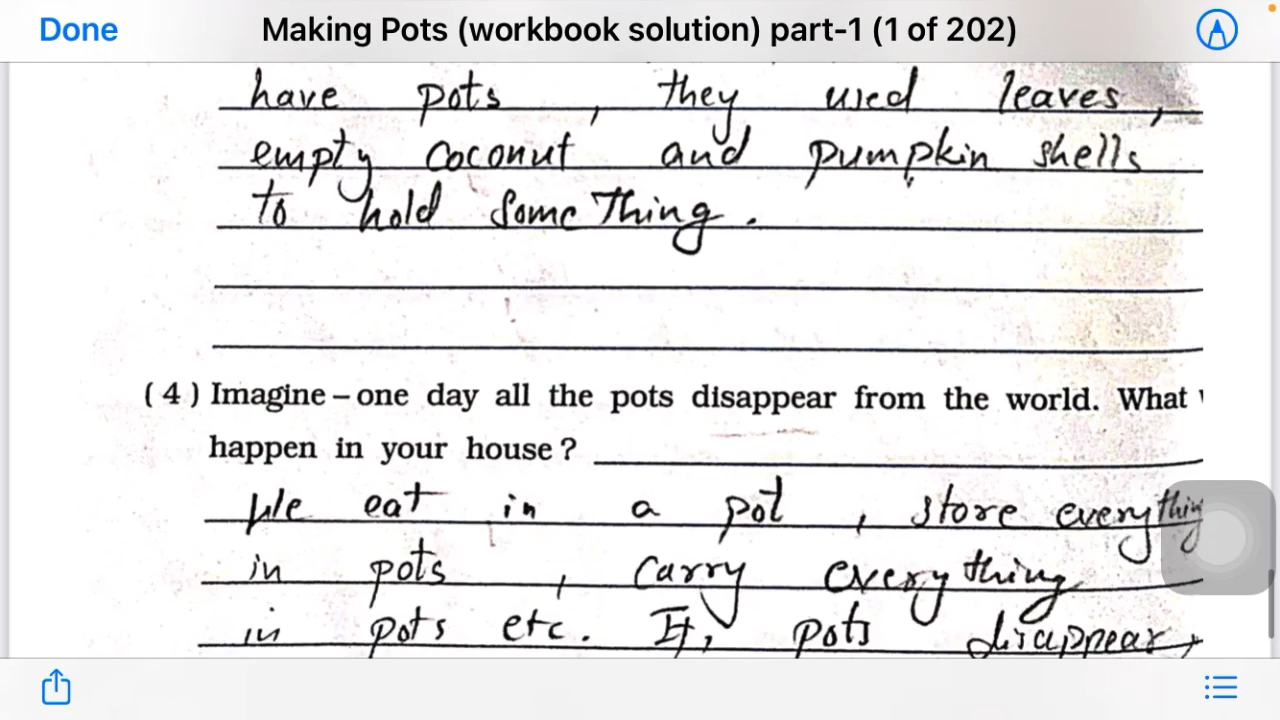 Done Making Pots (workbook solution) part-1 (1 of 202)
have pots, they used leaves,
empty coconut and pumpkin shells
to hold something.
(4) Imagine – one day all the pots disappear from the world. What
happen in your house?
We eat in a pot, store everythin
in pots, carry everything
in pots etc. If, pots disappear,